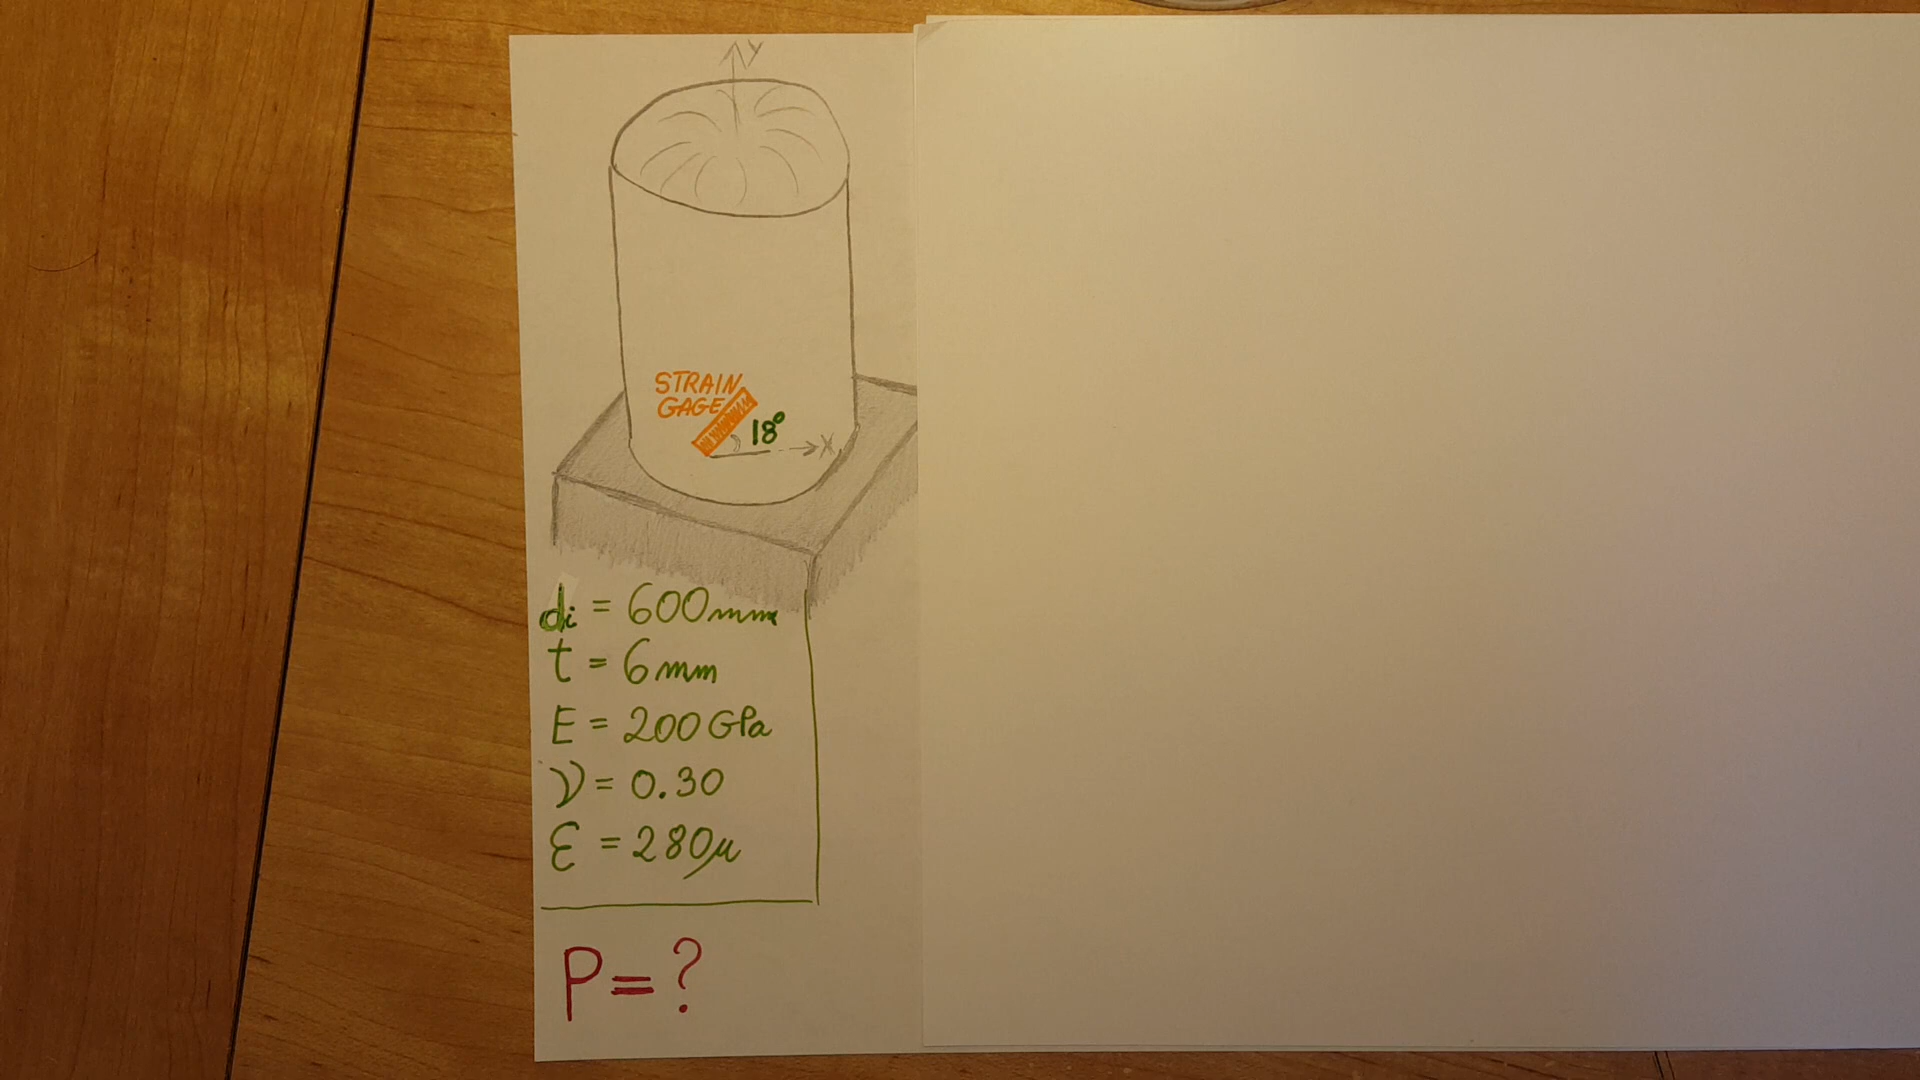 Y
STRAIN
GAGE
18°
X
di = 600mm
t = 6mm
E = 200 GPa
ν = 0.30
ε = 280μ
P = ?